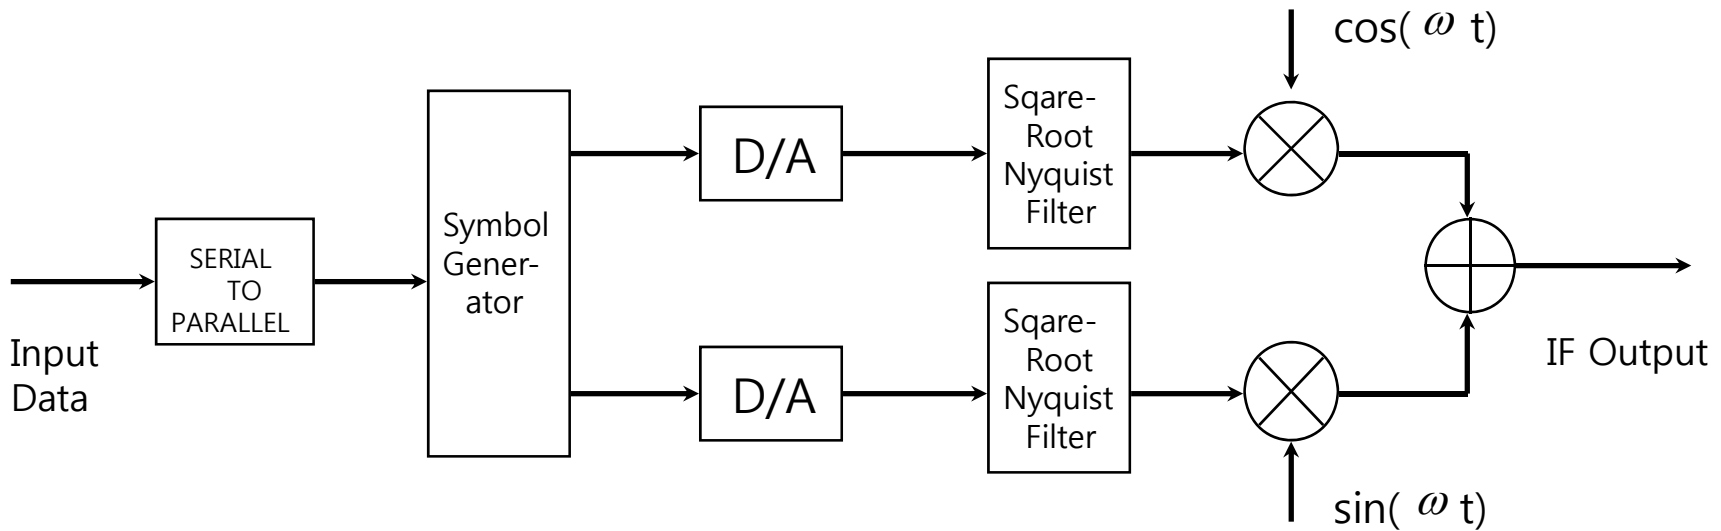 Input
Data
SERIAL
TO
PARALLEL
Symbol
Gener-
ator
D/A
D/A
Sqare-
Root
Nyquist
Filter
Sqare-
Root
Nyquist
Filter
cos( ω t)
sin( ω t)
IF Output